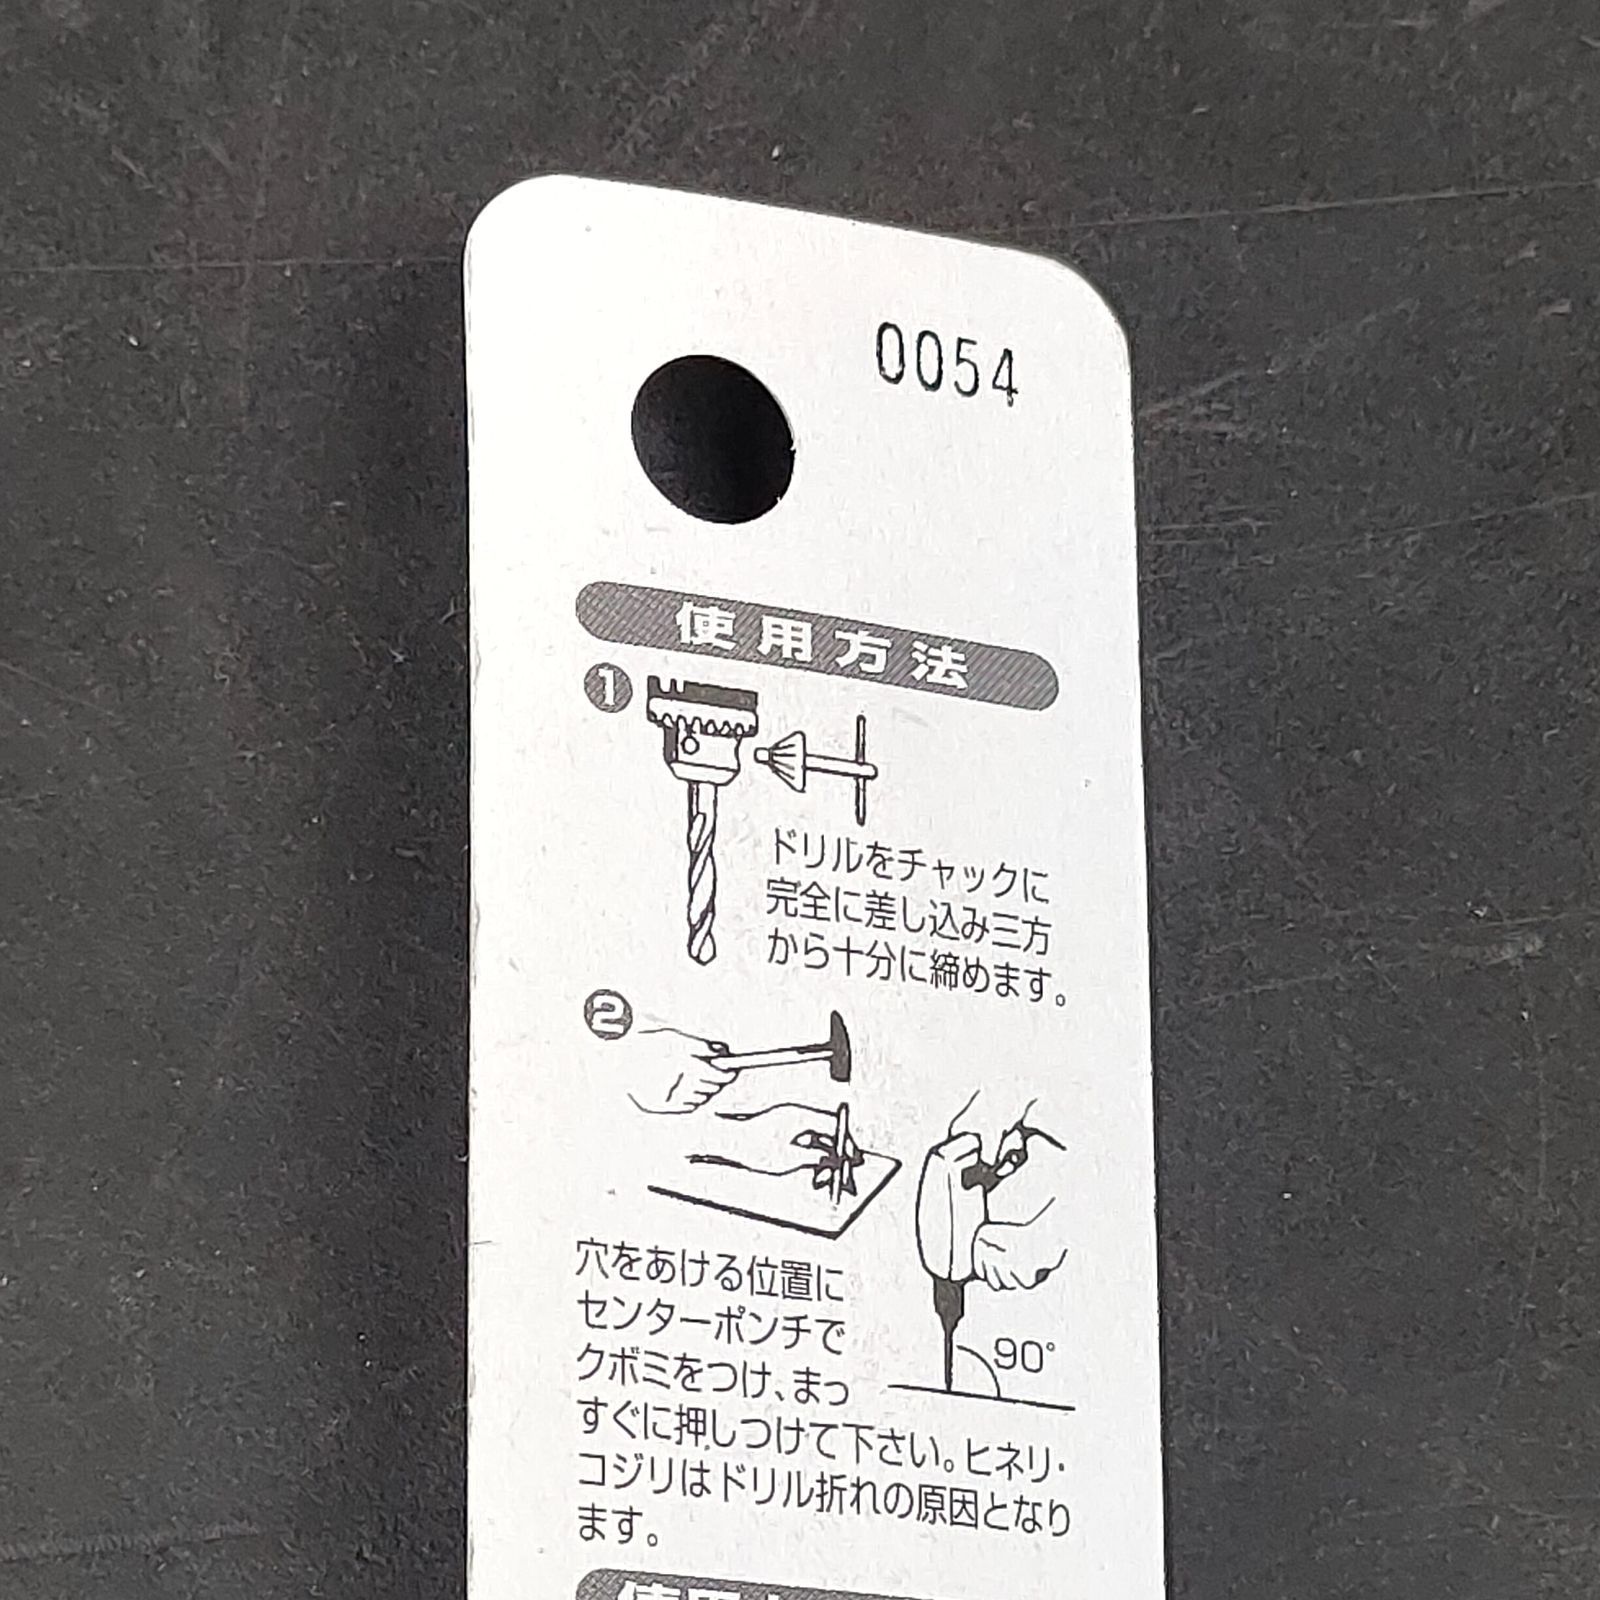 0054
使用方法
1
ドリルをチャックに
完全に差し込み三方
から十分に締めます。
2
穴をあける位置に
センターポンチで
クボミをつけ、まっ
すぐに押しつけて下さい。ヒネリ・
コジリはドリル折れの原因となり
ます。
90°